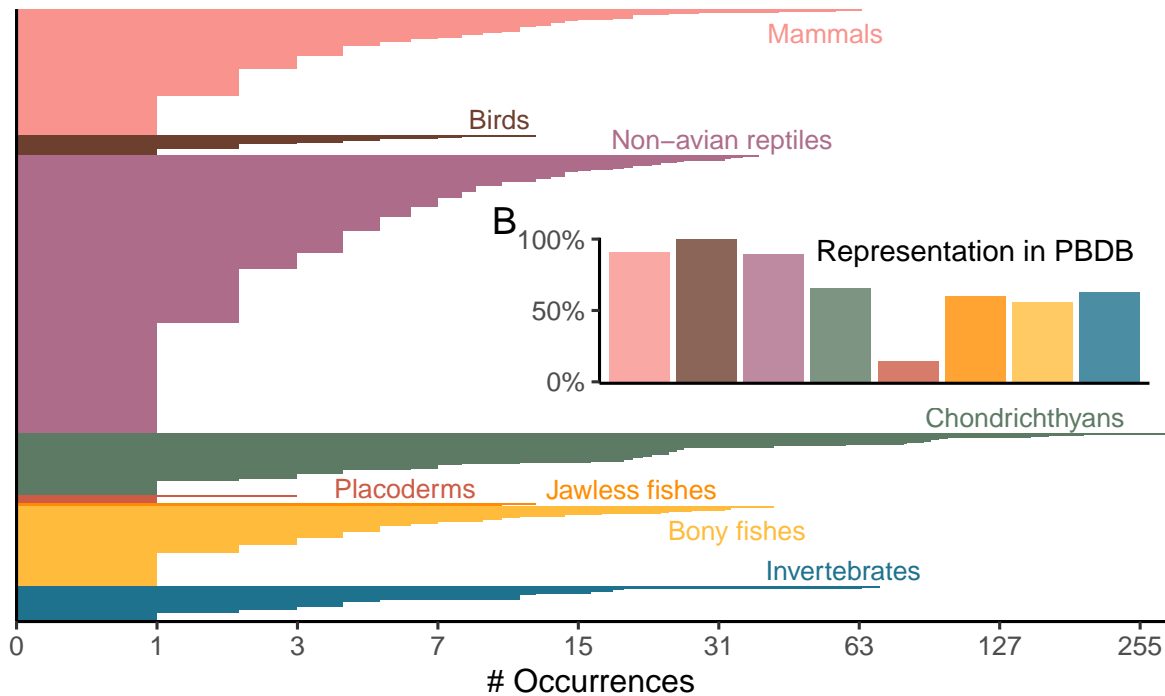 Mammals
Birds
Non−avian reptiles
B
100%
Representation in PBDB
50%
0%
Chondrichthyans
Placoderms
Jawless fishes
Bony fishes
Invertebrates
0 1 3 7 15 31 63 127 255
# Occurrences